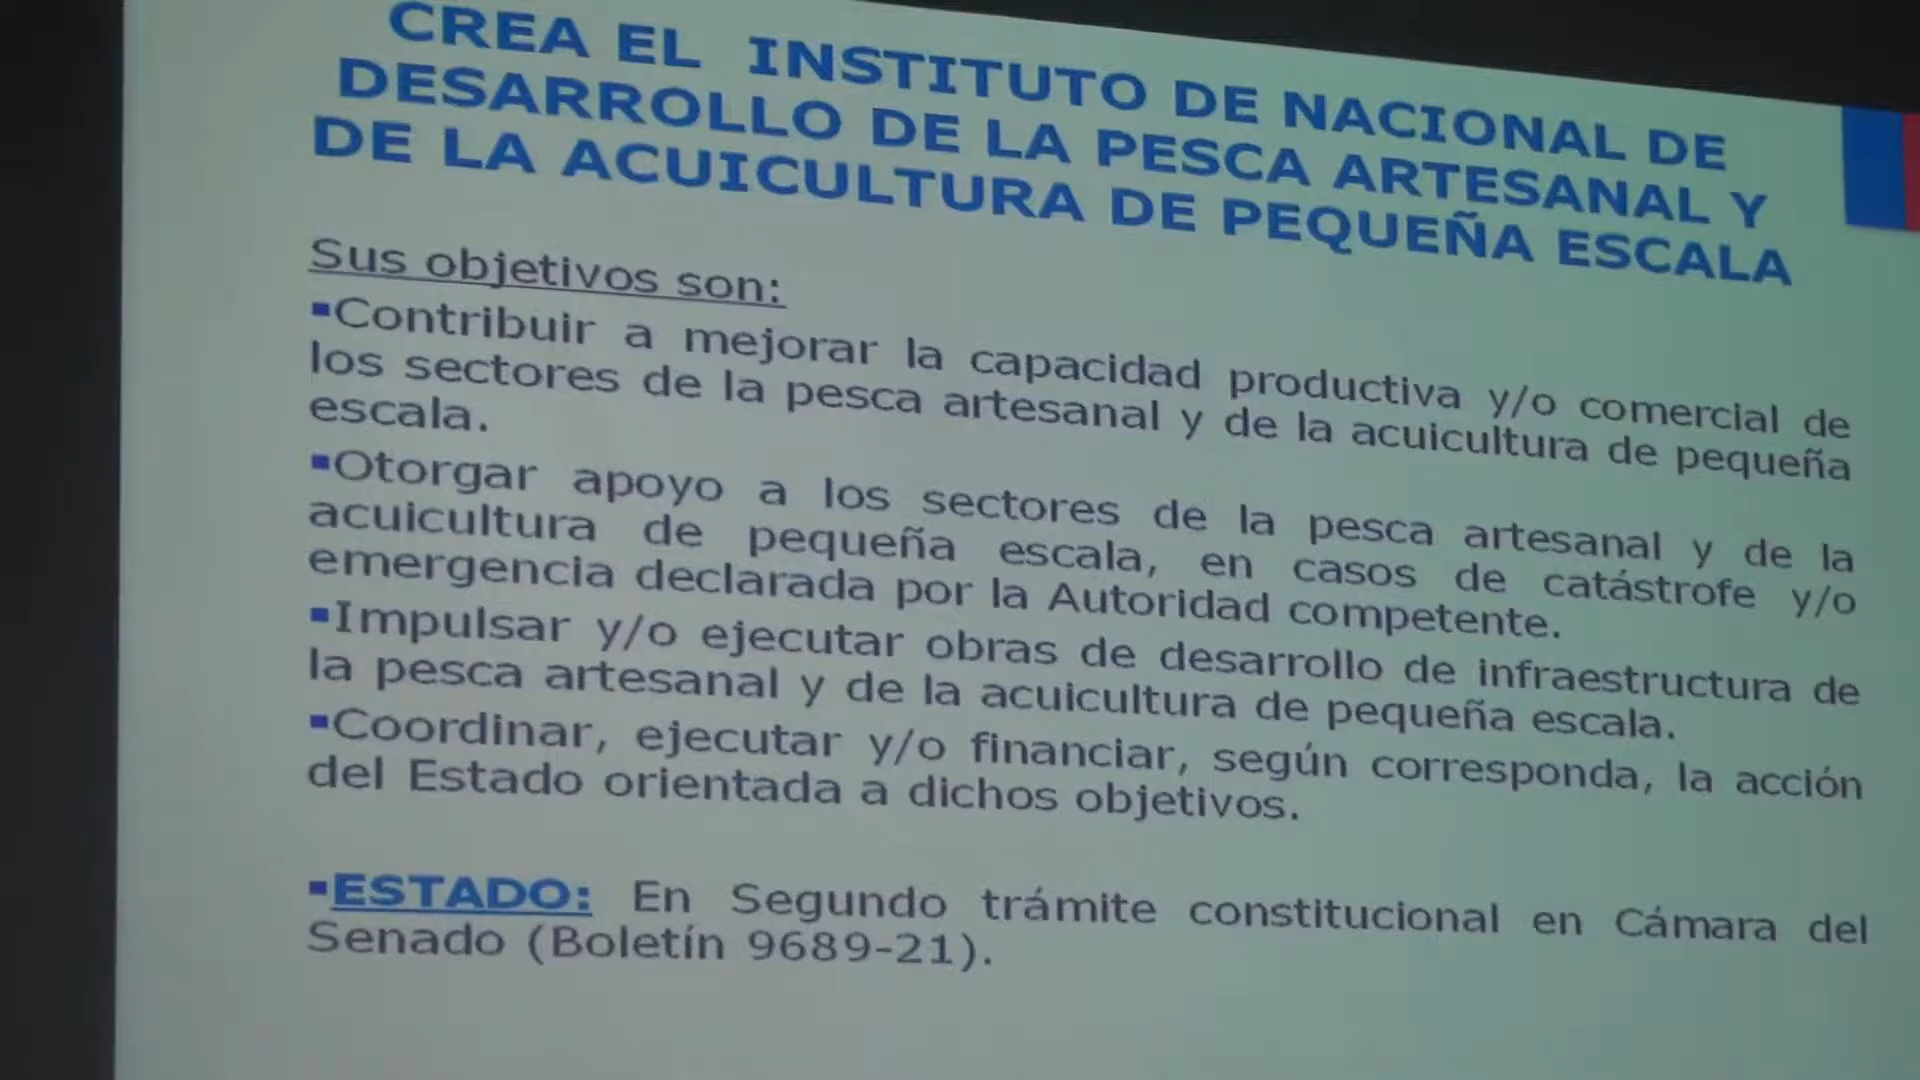 CREA EL INSTITUTO DE NACIONAL DE
DESARROLLO DE LA PESCA ARTESANAL Y
DE LA ACUICULTURA DE PEQUEÑA ESCALA
Sus objetivos son:
▪Contribuir a mejorar la capacidad productiva y/o comercial de
los sectores de la pesca artesanal y de la acuicultura de pequeña
escala.
▪Otorgar apoyo a los sectores de la pesca artesanal y de la
acuicultura de pequeña escala, en casos de catástrofe y/o
emergencia declarada por la Autoridad competente.
▪Impulsar y/o ejecutar obras de desarrollo de infraestructura de
la pesca artesanal y de la acuicultura de pequeña escala.
▪Coordinar, ejecutar y/o financiar, según corresponda, la acción
del Estado orientada a dichos objetivos.
▪ESTADO: En Segundo trámite constitucional en Cámara del
Senado (Boletín 9689-21).